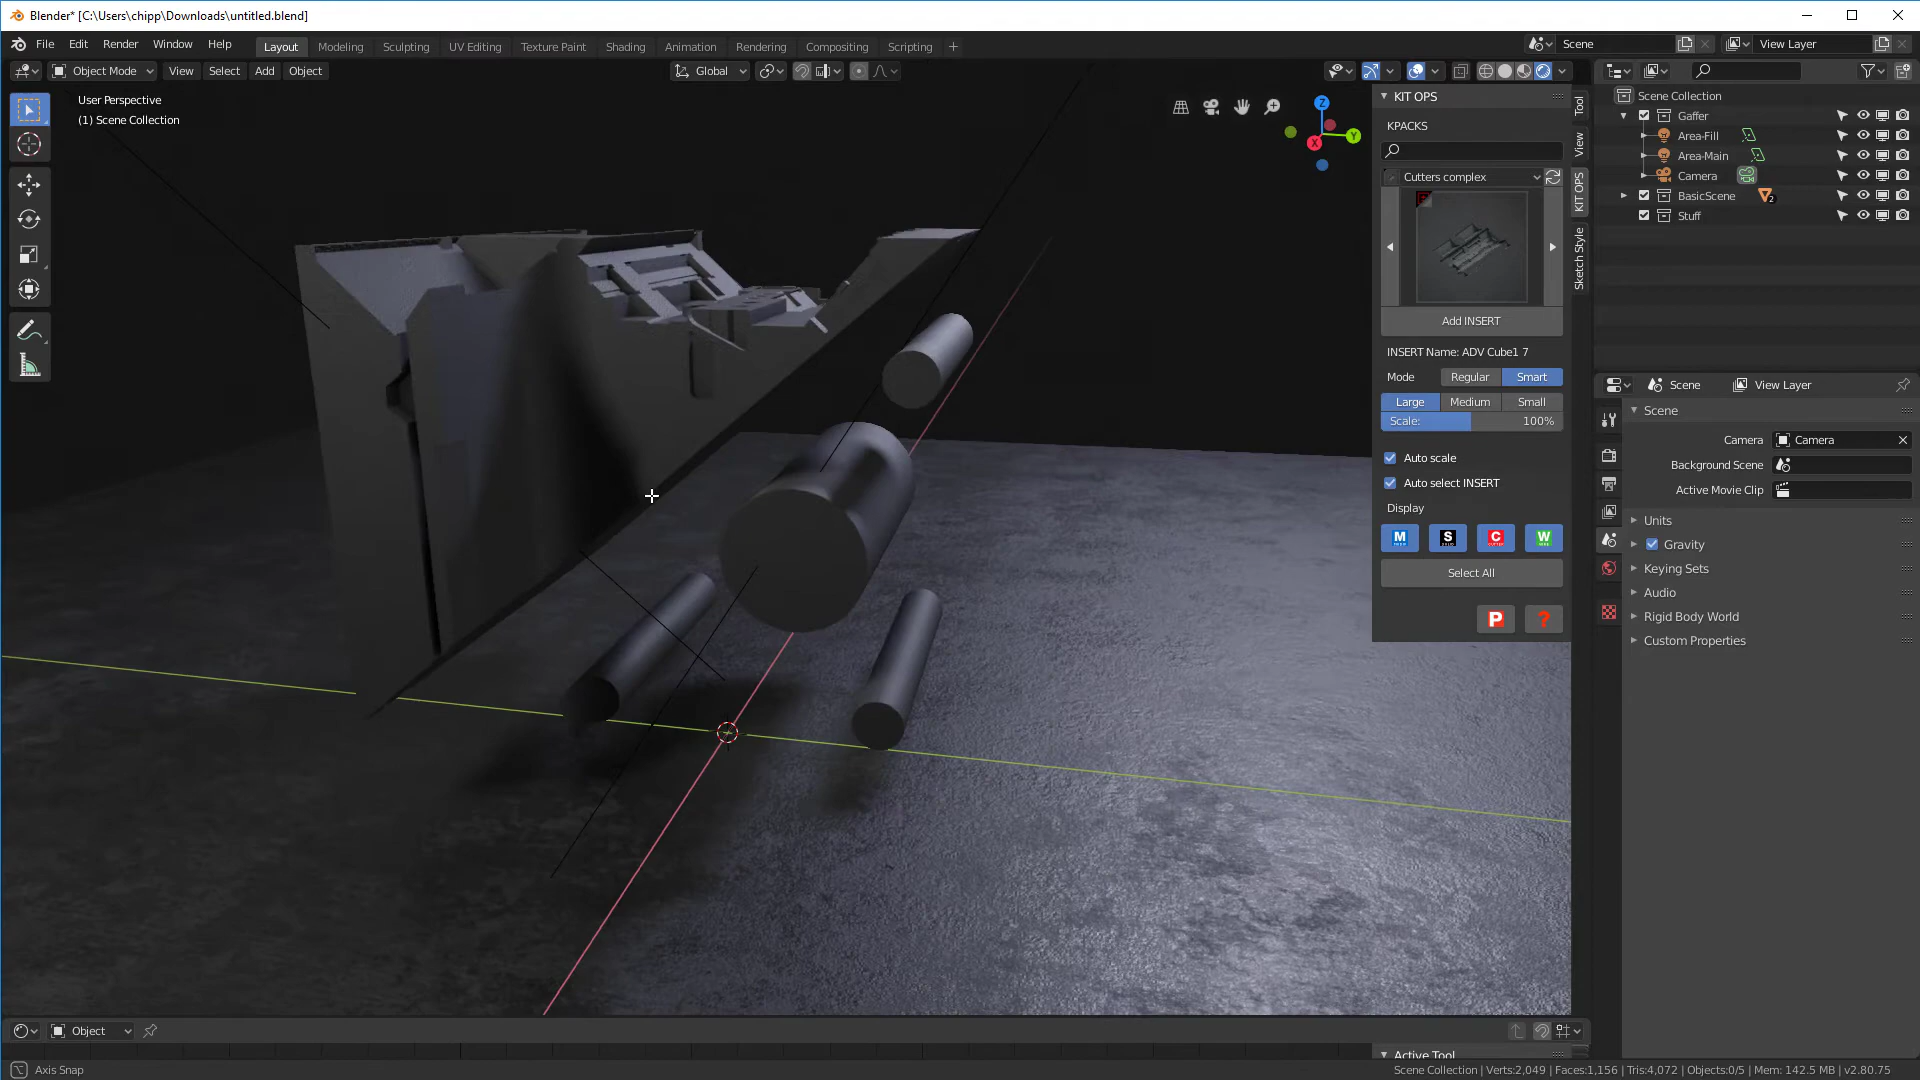 Blender* [C:\Users\chipp\Downloads\untitled.blend]
File Edit Render Window Help
Layout Modeling Sculpting UV Editing Texture Paint Shading Animation Rendering Compositing Scripting +
Scene
View Layer
Object Mode View Select Add Object
Global
User Perspective
(1) Scene Collection
Z
Y
X
KIT OPS
KPACKS
Cutters complex
Add INSERT
INSERT Name: ADV Cube1 7
Mode Regular Smart
Large Medium Small
Scale: 100%
Auto scale
Auto select INSERT
Display
M S C W
Select All
P ?
Tool
View
KIT OPS
Sketch Style
Scene Collection
Gaffer
Area-Fill
Area-Main
Camera
BasicScene 2
Stuff
Scene View Layer
Scene
Camera Camera
Background Scene
Active Movie Clip
Units
Gravity
Keying Sets
Audio
Rigid Body World
Custom Properties
Object
Active Tool
Axis Snap
Scene Collection | Verts:2,049 | Faces:1,156 | Tris:4,072 | Objects:0/5 | Mem: 142.5 MB | v2.80.75